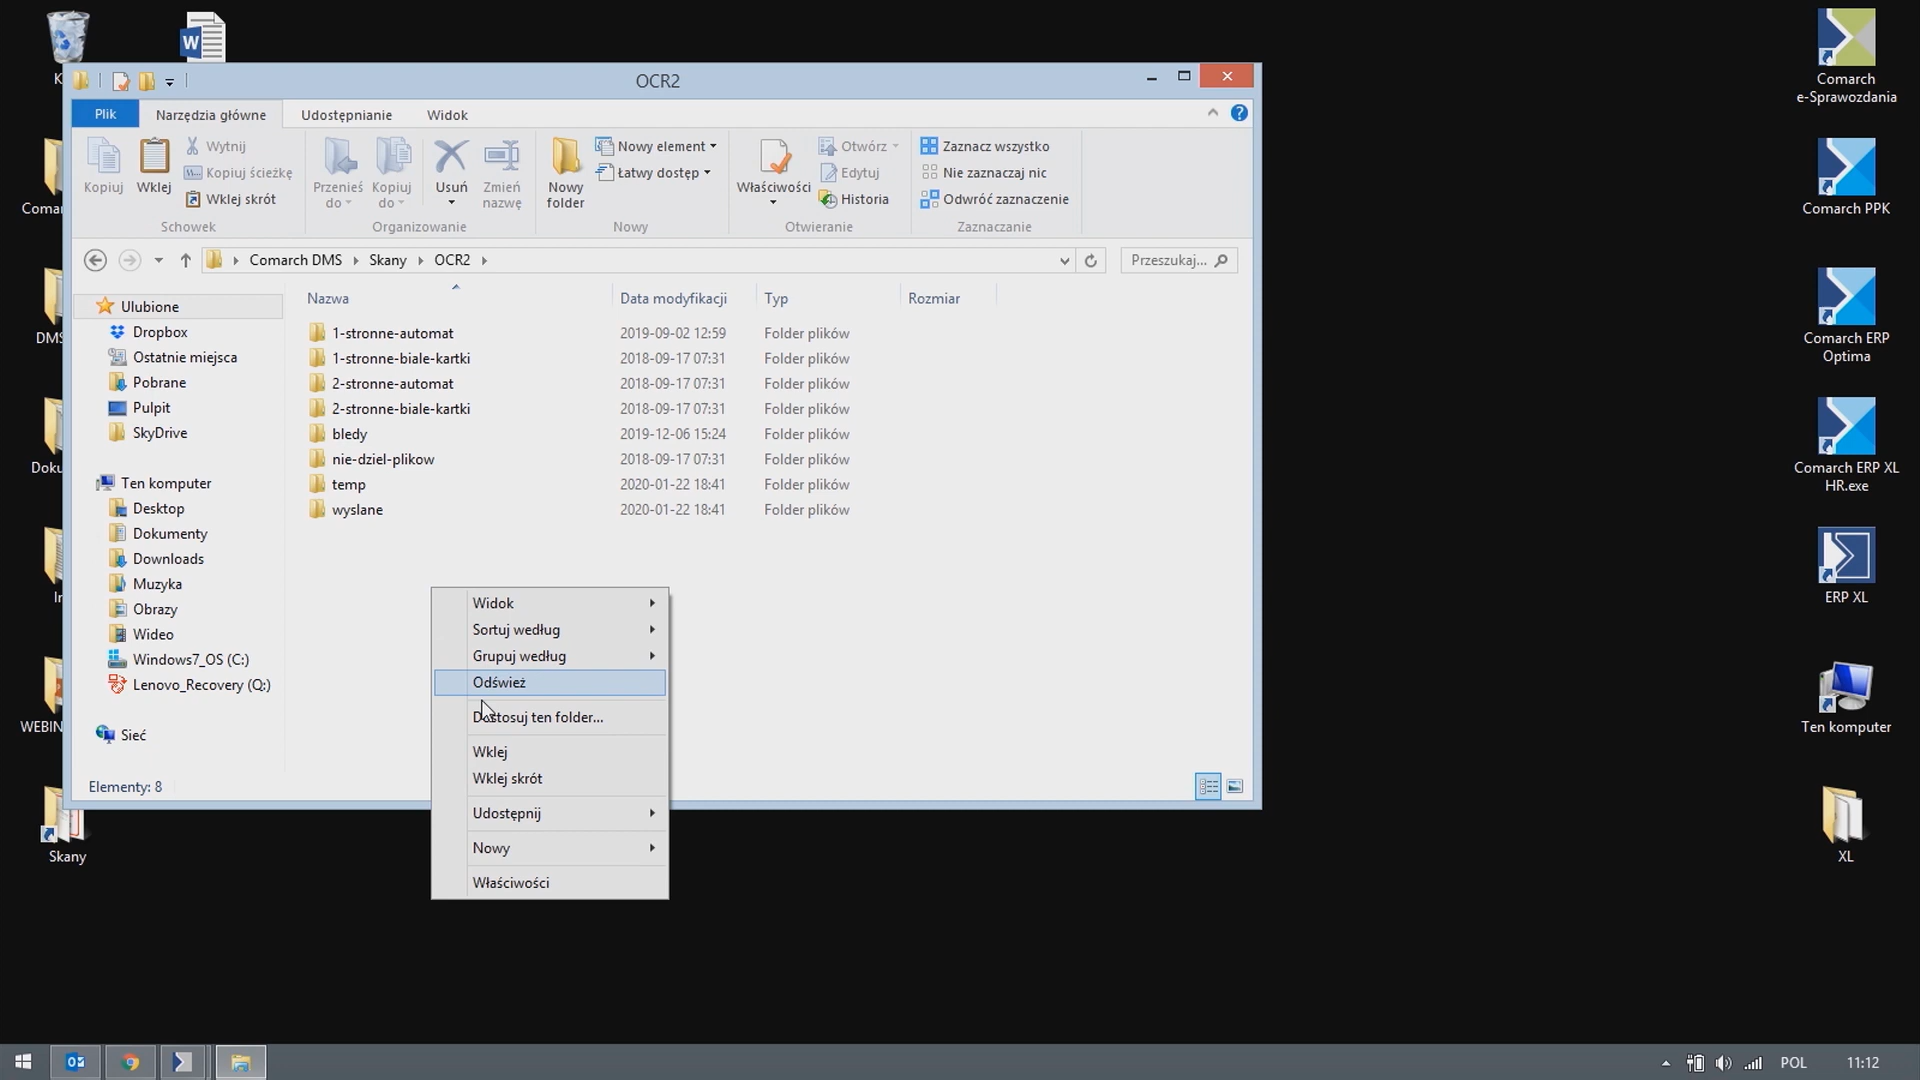 OCR2
Plik
Narzędzia główne
Udostępnianie
Widok
Kopiuj
Wklej
Wytnij
Kopiuj ścieżkę
Wklej skrót
Schowek
Przenieś do
Kopiuj do
Usuń
Zmień nazwę
Organizowanie
Nowy folder
Nowy element
Łatwy dostęp
Nowy
Właściwości
Otwórz
Edytuj
Historia
Otwieranie
Zaznacz wszystko
Nie zaznaczaj nic
Odwróć zaznaczenie
Zaznaczanie
Comarch DMS
Skany
OCR2
Przeszukaj...
Ulubione
Dropbox
Ostatnie miejsca
Pobrane
Pulpit
SkyDrive
Ten komputer
Desktop
Dokumenty
Downloads
Muzyka
Obrazy
Wideo
Windows7_OS (C:)
Lenovo_Recovery (Q:)
Sieć
Nazwa Data modyfikacji Typ Rozmiar
1-stronne-automat 2019-09-02 12:59 Folder plików
1-stronne-biale-kartki 2018-09-17 07:31 Folder plików
2-stronne-automat 2018-09-17 07:31 Folder plików
2-stronne-biale-kartki 2018-09-17 07:31 Folder plików
bledy 2019-12-06 15:24 Folder plików
nie-dziel-plikow 2018-09-17 07:31 Folder plików
temp 2020-01-22 18:41 Folder plików
wyslane 2020-01-22 18:41 Folder plików
Widok
Sortuj według
Grupuj według
Odśwież
Dostosuj ten folder...
Wklej
Wklej skrót
Udostępnij
Nowy
Właściwości
Elementy: 8
K
Comar
DMS
Doku
WEBIN
Skany
Comarch
e-Sprawozdania
Comarch PPK
Comarch ERP
Optima
Comarch ERP XL
HR.exe
ERP XL
Ten komputer
XL
POL
11:12